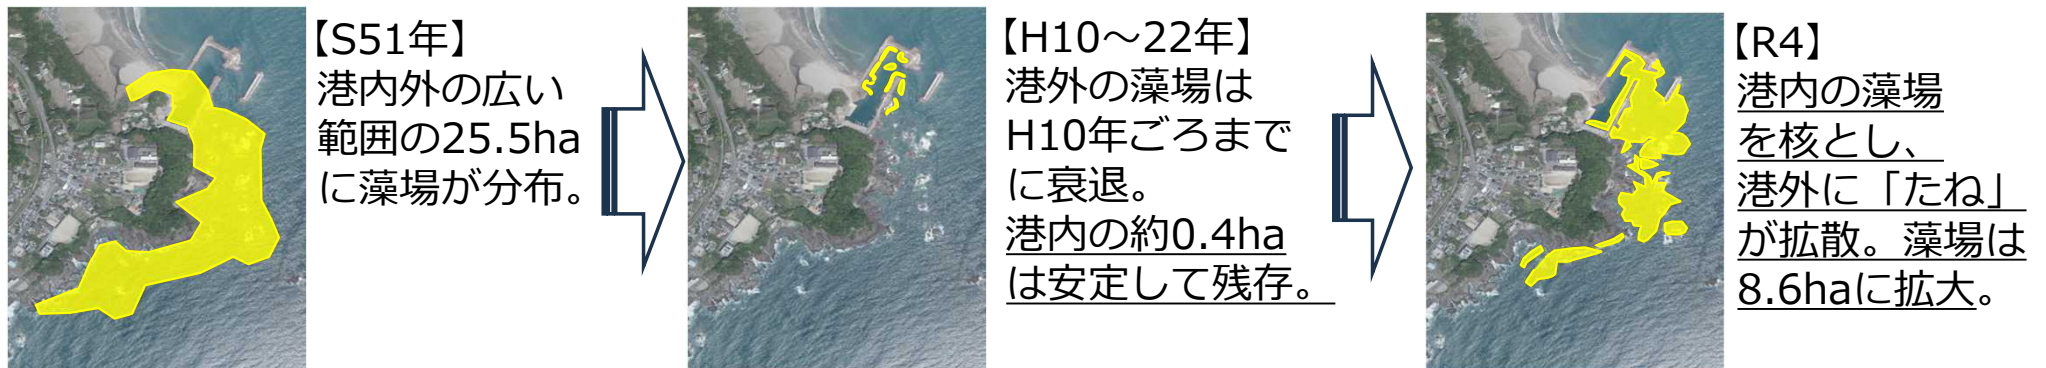 【S51年】
港内外の広い
範囲の25.5ha
に藻場が分布。
【H10～22年】
港外の藻場は
H10年ごろまで
に衰退。
港内の約0.4ha
は安定して残存。
【R4】
港内の藻場
を核とし、
港外に「たね」
が拡散。藻場は
8.6haに拡大。